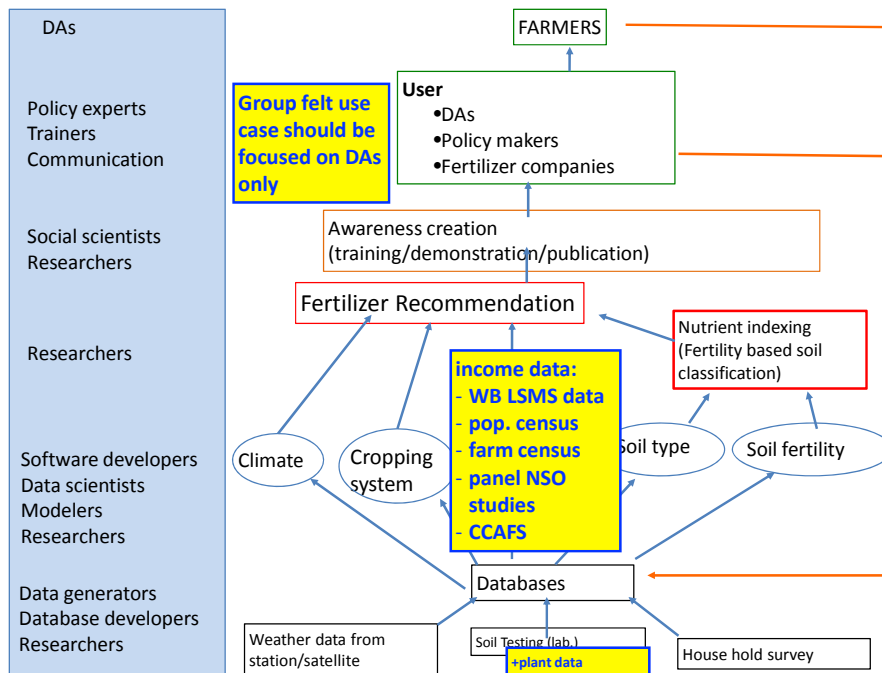 DAs
Policy experts
Trainers
Communication
Social scientists
Researchers
Researchers
Software developers
Data scientists
Modelers
Researchers
Data generators
Database developers
Researchers
FARMERS
Group felt use
case should be
focused on DAs
only
User
•DAs
•Policy makers
•Fertilizer companies
Awareness creation
(training/demonstration/publication)
Fertilizer Recommendation
Nutrient indexing
(Fertility based soil
classification)
income data:
- WB LSMS data
- pop. census
- farm census
- panel NSO
studies
- CCAFS
Climate
Cropping
system
Soil type
Soil fertility
Databases
Weather data from
station/satellite
Soil Testing (lab.)
+plant data
House hold survey